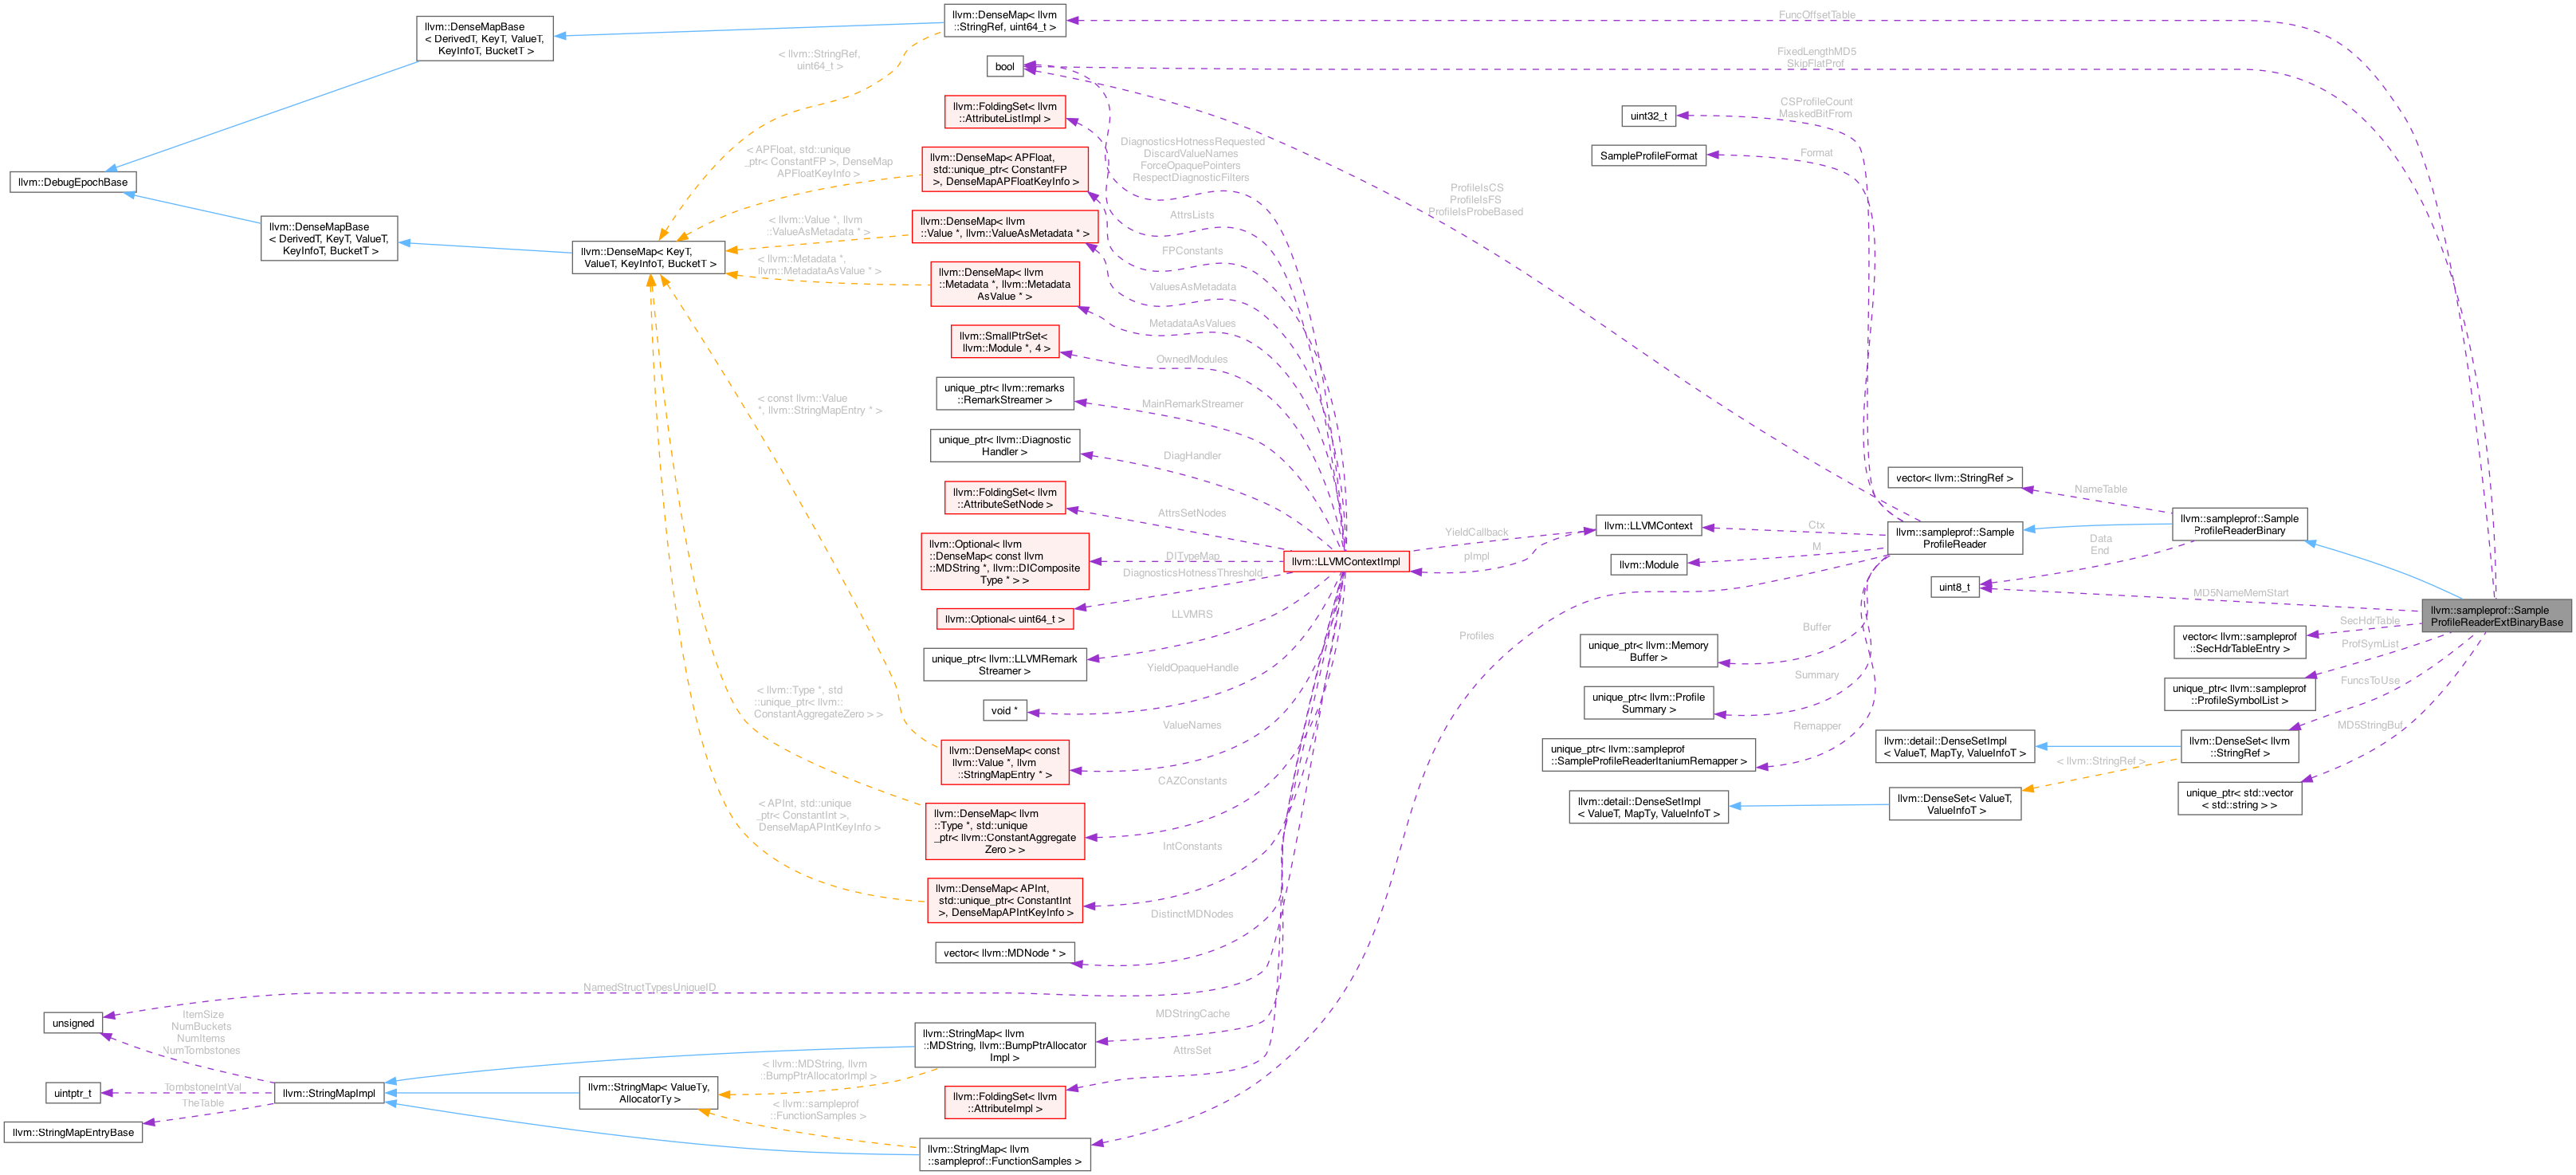 llvm::DebugEpochBase
llvm::DenseMapBase
< DerivedT, KeyT, ValueT,
KeyInfoT, BucketT >
llvm::DenseMapBase
< DerivedT, KeyT, ValueT,
KeyInfoT, BucketT >
unsigned
uintptr_t
llvm::StringMapEntryBase
ItemSize
NumBuckets
NumItems
NumTombstones
TombstoneIntVal
TheTable
llvm::StringMapImpl
llvm::DenseMap< KeyT,
ValueT, KeyInfoT, BucketT >
llvm::StringMap< ValueTy,
AllocatorTy >
NamedStructTypesUniqueID
< llvm::StringRef,
uint64_t >
< APFloat, std::unique
_ptr< ConstantFP >, DenseMap
APFloatKeyInfo >
< llvm::Value *, llvm
::ValueAsMetadata * >
< llvm::Metadata *,
llvm::MetadataAsValue * >
< const llvm::Value
*, llvm::StringMapEntry * >
< llvm::Type *, std
::unique_ptr< llvm::
ConstantAggregateZero > >
< APInt, std::unique
_ptr< ConstantInt >,
DenseMapAPIntKeyInfo >
< llvm::MDString, llvm
::BumpPtrAllocatorImpl >
< llvm::sampleprof
::FunctionSamples >
llvm::DenseMap< llvm
::StringRef, uint64_t >
bool
llvm::FoldingSet< llvm
::AttributeListImpl >
llvm::DenseMap< APFloat,
std::unique_ptr< ConstantFP
>, DenseMapAPFloatKeyInfo >
llvm::DenseMap< llvm
::Value *, llvm::ValueAsMetadata * >
llvm::DenseMap< llvm
::Metadata *, llvm::Metadata
AsValue * >
llvm::SmallPtrSet<
llvm::Module *, 4 >
unique_ptr< llvm::remarks
::RemarkStreamer >
unique_ptr< llvm::Diagnostic
Handler >
llvm::FoldingSet< llvm
::AttributeSetNode >
llvm::Optional< llvm
::DenseMap< const llvm
::MDString *, llvm::DIComposite
Type * > >
llvm::Optional< uint64_t >
unique_ptr< llvm::LLVMRemark
Streamer >
void *
llvm::DenseMap< const
llvm::Value *, llvm
::StringMapEntry * >
llvm::DenseMap< llvm
::Type *, std::unique
_ptr< llvm::ConstantAggregate
Zero > >
llvm::DenseMap< APInt,
std::unique_ptr< ConstantInt
>, DenseMapAPIntKeyInfo >
vector< llvm::MDNode * >
llvm::StringMap< llvm
::MDString, llvm::BumpPtrAllocator
Impl >
llvm::FoldingSet< llvm
::AttributeImpl >
llvm::StringMap< llvm
::sampleprof::FunctionSamples >
DiagnosticsHotnessRequested
DiscardValueNames
ForceOpaquePointers
RespectDiagnosticFilters
AttrsLists
FPConstants
ValuesAsMetadata
MetadataAsValues
OwnedModules
MainRemarkStreamer
DiagHandler
AttrsSetNodes
DITypeMap
DiagnosticsHotnessThreshold
LLVMRS
YieldOpaqueHandle
ValueNames
CAZConstants
IntConstants
DistinctMDNodes
MDStringCache
AttrsSet
llvm::LLVMContextImpl
YieldCallback
pImpl
ProfileIsCS
ProfileIsFS
ProfileIsProbeBased
Profiles
uint32_t
SampleProfileFormat
llvm::LLVMContext
llvm::Module
unique_ptr< llvm::Memory
Buffer >
unique_ptr< llvm::Profile
Summary >
unique_ptr< llvm::sampleprof
::SampleProfileReaderItaniumRemapper >
llvm::detail::DenseSetImpl
< ValueT, MapTy, ValueInfoT >
FuncOffsetTable
FixedLengthMD5
SkipFlatProf
CSProfileCount
MaskedBitFrom
Format
Ctx
M
Buffer
Summary
Remapper
vector< llvm::StringRef >
llvm::sampleprof::Sample
ProfileReader
uint8_t
llvm::detail::DenseSetImpl
< ValueT, MapTy, ValueInfoT >
llvm::DenseSet< ValueT,
ValueInfoT >
NameTable
Data
End
MD5NameMemStart
< llvm::StringRef >
llvm::sampleprof::Sample
ProfileReaderBinary
vector< llvm::sampleprof
::SecHdrTableEntry >
unique_ptr< llvm::sampleprof
::ProfileSymbolList >
llvm::DenseSet< llvm
::StringRef >
unique_ptr< std::vector
< std::string > >
SecHdrTable
ProfSymList
FuncsToUse
MD5StringBuf
llvm::sampleprof::Sample
ProfileReaderExtBinaryBase